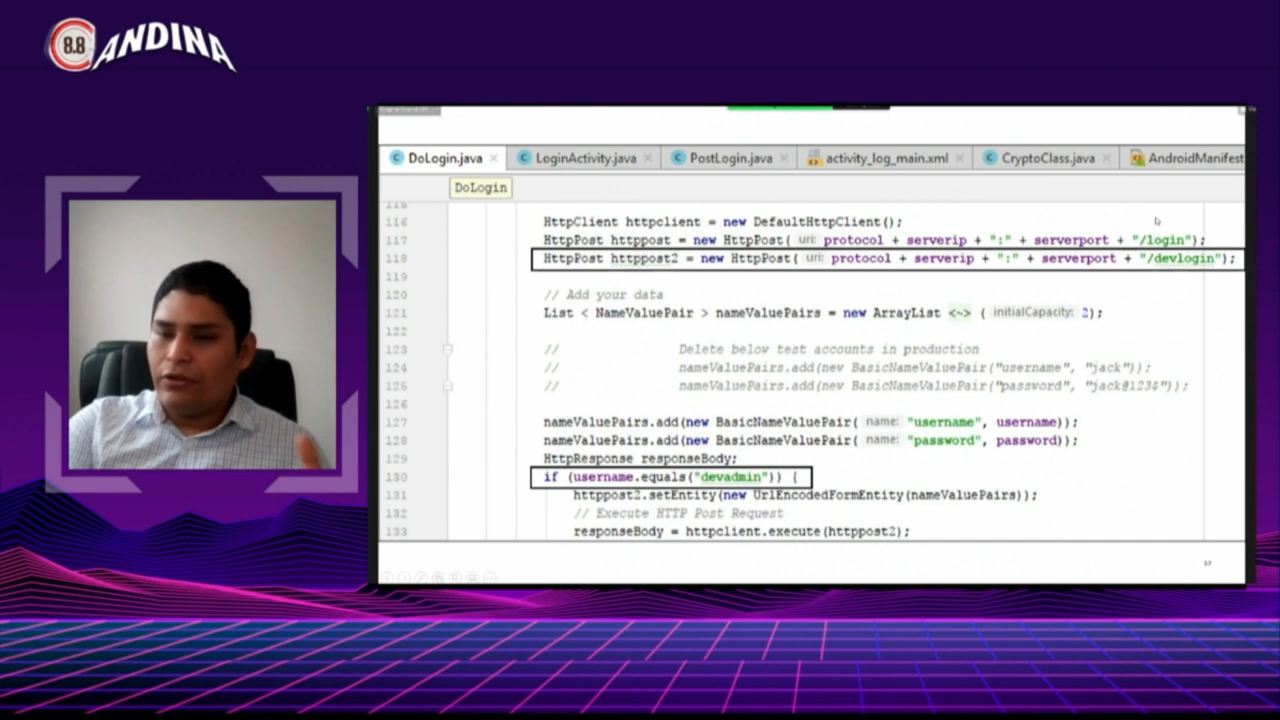 8.8 ANDINA
DoLogin.java LoginActivity.java PostLogin.java activity_log_main.xml CryptoClass.java AndroidManifest
DoLogin
115
116 HttpClient httpclient = new DefaultHttpClient();
117 HttpPost httppost = new HttpPost( uri: protocol + serverip + ":" + serverport + "/login");
118 HttpPost httppost2 = new HttpPost( uri: protocol + serverip + ":" + serverport + "/devlogin");
119
120 // Add your data
121 List < NameValuePair > nameValuePairs = new ArrayList <~> ( initialCapacity: 2);
122
123 // Delete below test accounts in production
124 // nameValuePairs.add(new BasicNameValuePair("username", "jack"));
125 // nameValuePairs.add(new BasicNameValuePair("password", "jack@123$"));
126
127 nameValuePairs.add(new BasicNameValuePair( name: "username", username));
128 nameValuePairs.add(new BasicNameValuePair( name: "password", password));
129 HttpResponse responseBody;
130 if (username.equals("devadmin")) {
131 httppost2.setEntity(new UrlEncodedFormEntity(nameValuePairs));
132 // Execute HTTP Post Request
133 responseBody = httpclient.execute(httppost2);
57